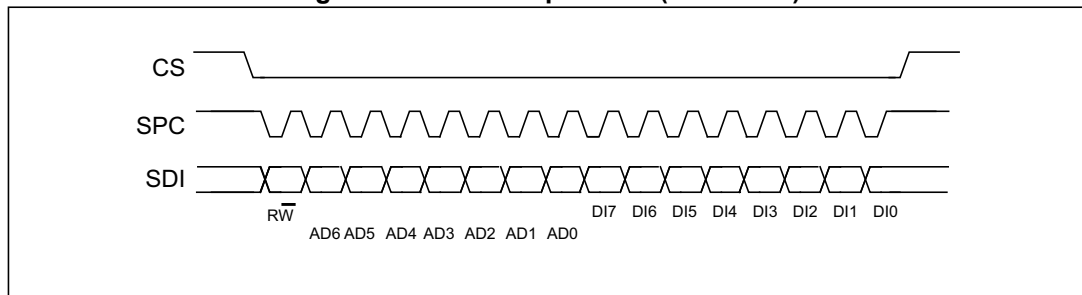 CS
SPC
SDI
RW
DI7 DI6 DI5 DI4 DI3 DI2 DI1 DI0
AD6 AD5 AD4 AD3 AD2 AD1 AD0